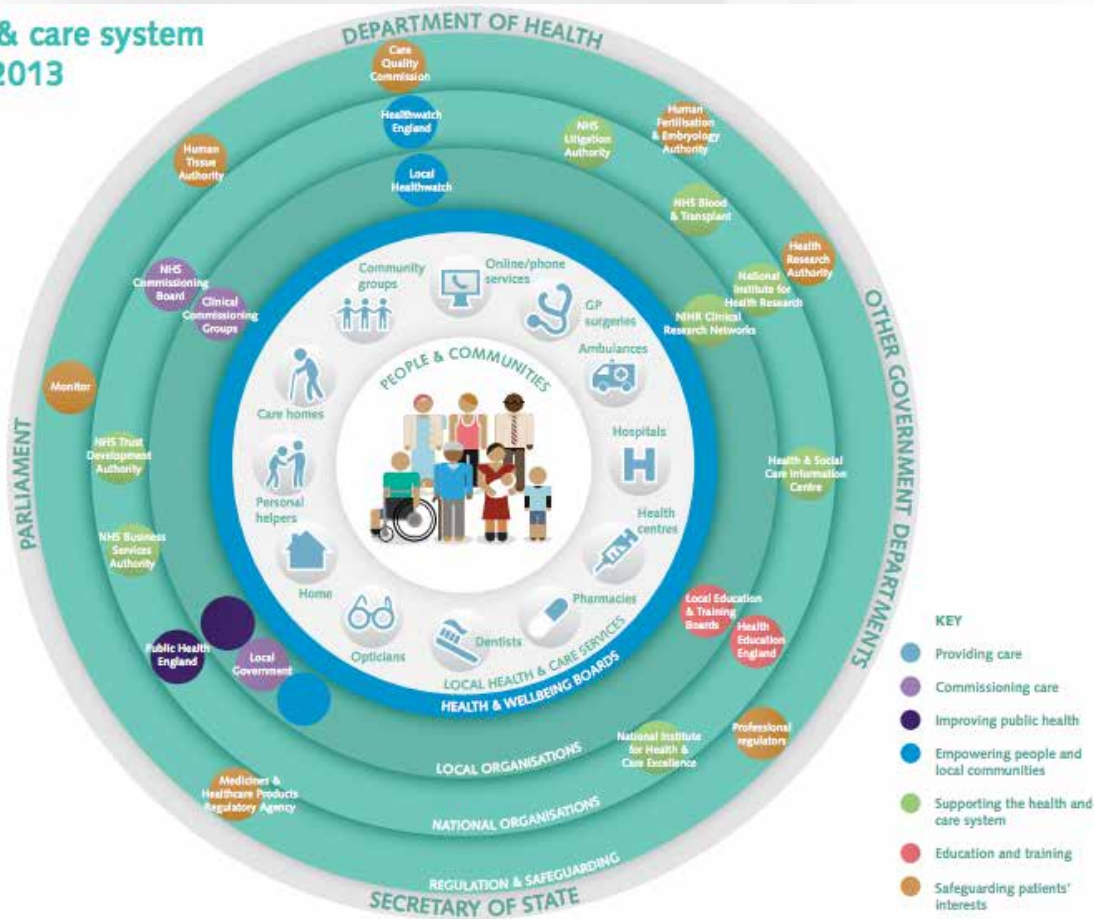 & care system
2013
DEPARTMENT OF HEALTH
Care
Quality
Commission
Healthwatch
England
Local
Healthwatch
Human
Tissue
Authority
NHS
Litigation
Authority
Human
Fertilisation
& Embryology
Authority
NHS Blood
& Transplant
Health
Research
Authority
National
Institute for
Health Research
NIHR Clinical
Research Networks
NHS
Commissioning
Board
Clinical
Commissioning
Groups
Monitor
NHS Trust
Development
Authority
NHS Business
Services
Authority
Public Health
England
Local
Government
Medicines &
Healthcare Products
Regulatory Agency
Health & Social
Care Information
Centre
Local Education
& Training
Boards
Health
Education
England
Professional
regulators
National Institute
for Health &
Care Excellence
Community
groups
Online/phone
services
GP
surgeries
Ambulances
Hospitals
H
Health
centres
Pharmacies
Dentists
Opticians
Home
Personal
helpers
Care homes
PEOPLE & COMMUNITIES
LOCAL HEALTH & CARE SERVICES
HEALTH & WELLBEING BOARDS
LOCAL ORGANISATIONS
NATIONAL ORGANISATIONS
REGULATION & SAFEGUARDING
SECRETARY OF STATE
PARLIAMENT
OTHER GOVERNMENT DEPARTMENTS
KEY
Providing care
Commissioning care
Improving public health
Empowering people and
local communities
Supporting the health and
care system
Education and training
Safeguarding patients'
interests